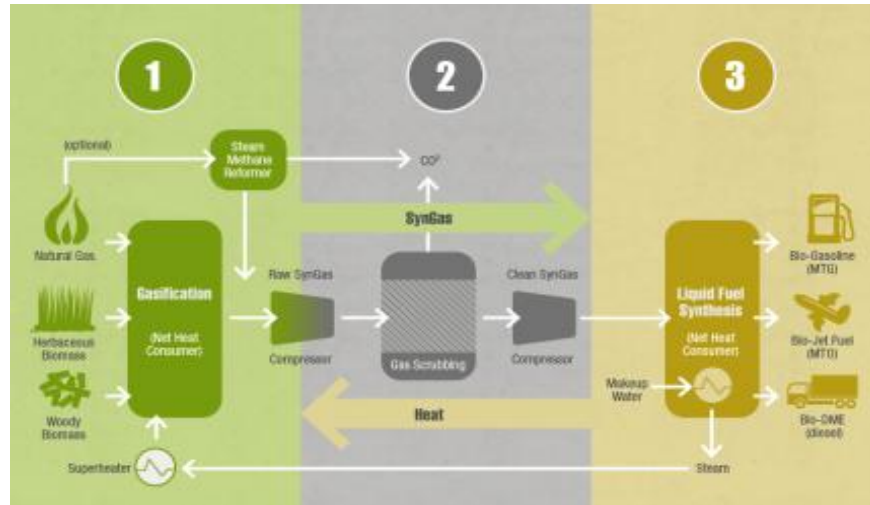 1
2
3
(optional)
Steam
Methane
Reformer
CO²
SynGas
Natural Gas.
Gasification
(Net Heat
Consumer)
Raw SynGas
Compressor
Gas Scrubbing
Clean SynGas
Compressor
Liquid Fuel
Synthesis
(Net Heat
Consumer)
Bio-Gasoline
(MTG)
Herbaceous
Biomass
Bio-Jet Fuel
(MTO)
Makeup
Water
Heat
Woody
Biomass
Bio-DME
(diesel)
Superheater
Steam